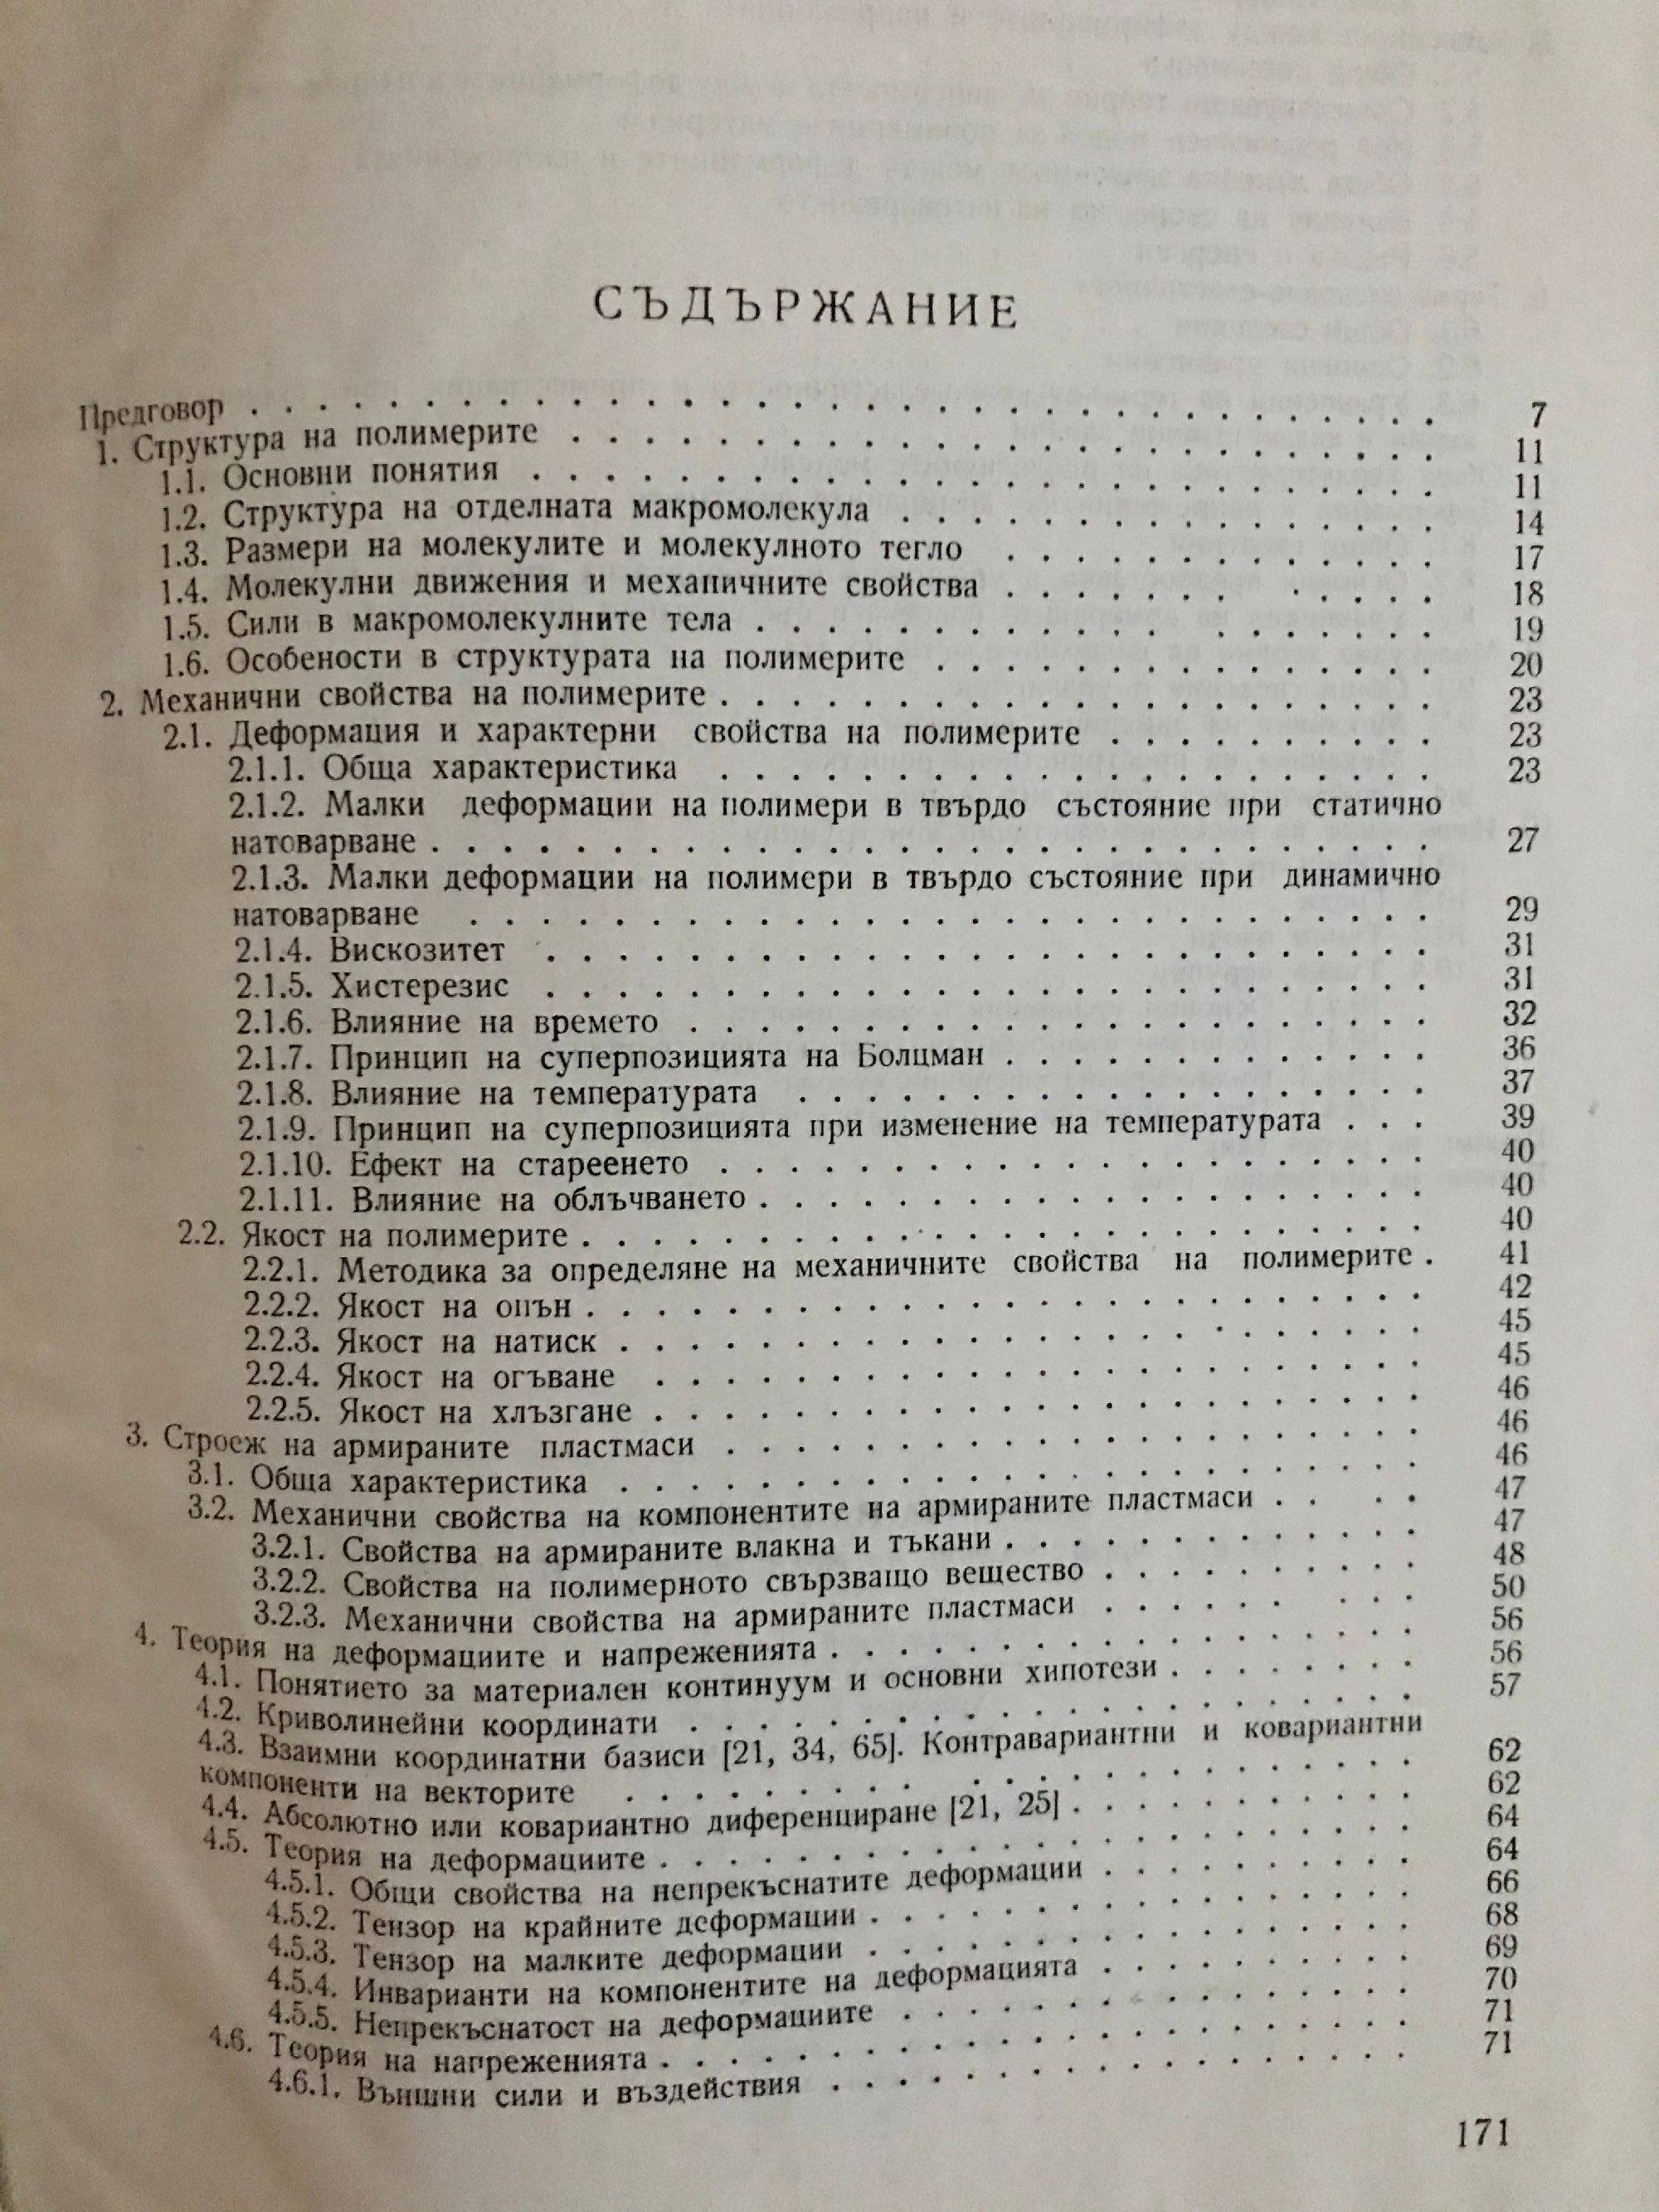 СЪДЪРЖАНИЕ
Предговор . . . . . . . . . . 7
1. Структура на полимерите . . . . . . . . . . 11
1.1. Основни понятия . . . . . . . . . . 11
1.2. Структура на отделната макромолекула . . . . . . . . . . 14
1.3. Размери на молекулите и молекулното тегло . . . . . . . . . . 17
1.4. Молекулни движения и механичните свойства . . . . . . . . . . 18
1.5. Сили в макромолекулните тела . . . . . . . . . . 19
1.6. Особености в структурата на полимерите . . . . . . . . . . 20
2. Механични свойства на полимерите . . . . . . . . . . 23
2.1. Деформация и характерни свойства на полимерите . . . . . . . . . . 23
2.1.1. Обща характеристика . . . . . . . . . . 23
2.1.2. Малки деформации на полимери в твърдо състояние при статично
натоварване . . . . . . . . . . 27
2.1.3. Малки деформации на полимери в твърдо състояние при динамично
натоварване . . . . . . . . . . 29
2.1.4. Вискозитет . . . . . . . . . . 31
2.1.5. Хистерезис . . . . . . . . . . 31
2.1.6. Влияние на времето . . . . . . . . . . 32
2.1.7. Принцип на суперпозицията на Болцман . . . . . . . . . . 36
2.1.8. Влияние на температурата . . . . . . . . . . 37
2.1.9. Принцип на суперпозицията при изменение на температурата . . . 39
2.1.10. Ефект на стареенето . . . . . . . . . . 40
2.1.11. Влияние на облъчването . . . . . . . . . . 40
2.2. Якост на полимерите . . . . . . . . . . 40
2.2.1. Методика за определяне на механичните свойства на полимерите . 41
2.2.2. Якост на опън . . . . . . . . . . 42
2.2.3. Якост на натиск . . . . . . . . . . 45
2.2.4. Якост на огъване . . . . . . . . . . 45
2.2.5. Якост на хлъзгане . . . . . . . . . . 46
3. Строеж на армираните пластмаси . . . . . . . . . . 46
3.1. Обща характеристика . . . . . . . . . . 46
3.2. Механични свойства на компонентите на армираните пластмаси . . . . 47
3.2.1. Свойства на армираните влакна и тъкани . . . . . . . . . . 47
3.2.2. Свойства на полимерното свързващо вещество . . . . . . . . . . 48
3.2.3. Механични свойства на армираните пластмаси . . . . . . . . . 50
4. Теория на деформациите и напреженията . . . . . . . . . . 56
4.1. Понятието за материален континуум и основни хипотези . . . . . . . . 56
4.2. Криволинейни координати . . . . . . . . . . 57
4.3. Взаимни координатни базиси [21, 34, 65]. Контравариантни и ковариантни
компоненти на векторите . . . . . . . . . . 62
4.4. Абсолютно или ковариантно диференциране [21, 25] . . . . . . . . . . 62
4.5. Теория на деформациите . . . . . . . . . . 64
4.5.1. Общи свойства на непрекъснатите деформации . . . . . . . . . . 64
4.5.2. Тензор на крайните деформации . . . . . . . . . . 66
4.5.3. Тензор на малките деформации . . . . . . . . . . 68
4.5.4. Инварианти на компонентите на деформацията . . . . . . . . . . 69
4.5.5. Непрекъснатост на деформациите . . . . . . . . . . 70
4.6. Теория на напреженията . . . . . . . . . . 71
4.6.1. Външни сили и въздействия . . . . . . . . . . 71
171